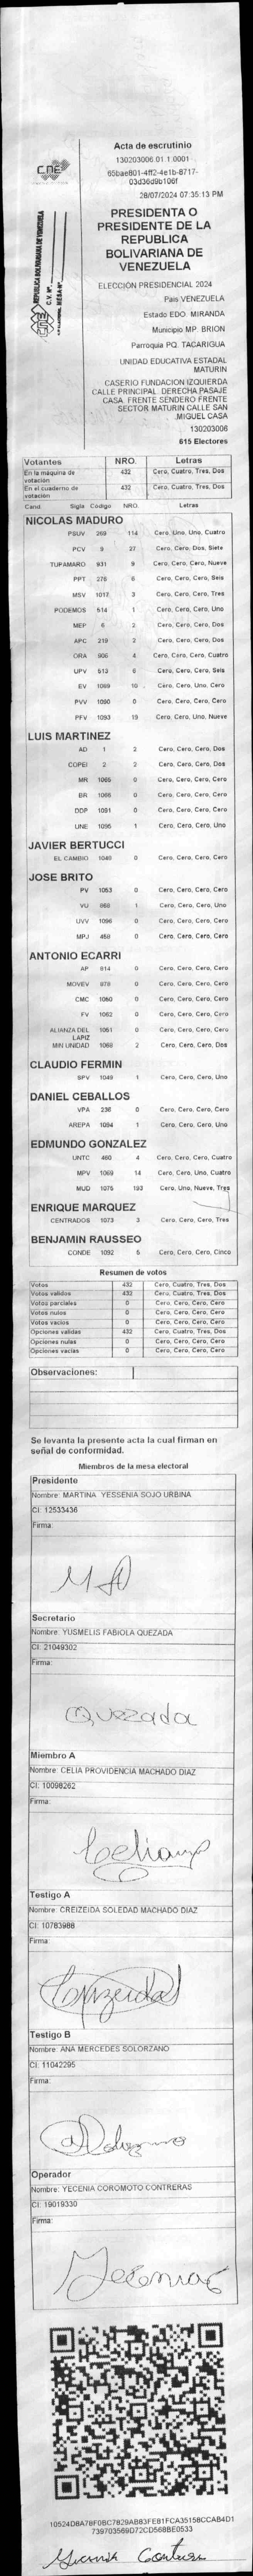 Acta de escrutinio
130203006.01.1.0001
65bae801-4ff2-4e1b-8717-
03d36d9b106f
28/07/2024 07:35:13 PM
CNE
REPUBLICA BOLIVARIANA DE VENEZUELA
PRESIDENTA O
PRESIDENTE DE LA
REPUBLICA
BOLIVARIANA DE
VENEZUELA
ELECCIÓN PRESIDENCIAL 2024
País VENEZUELA
Estado EDO. MIRANDA
Municipio MP. BRION
Parroquia PQ. TACARIGUA
UNIDAD EDUCATIVA ESTADAL
MATURIN
CASERIO FUNDACION IZQUIERDA
CALLE PRINCIPAL. DERECHA PASAJE
CASA. FRENTE SENDERO FRENTE
SECTOR MATURIN CALLE SAN
MIGUEL CASA
130203006
615 Electores
Votantes NRO. Letras
En la máquina de votación 432 Cero, Cuatro, Tres, Dos
En el cuaderno de votación 432 Cero, Cuatro, Tres, Dos
Cand. Sigla Código NRO. Letras
NICOLAS MADURO
PSUV 269 114 Cero, Uno, Uno, Cuatro
PCV 9 27 Cero, Cero, Dos, Siete
TUPAMARO 931 9 Cero, Cero, Cero, Nueve
PPT 276 6 Cero, Cero, Cero, Seis
MSV 1017 3 Cero, Cero, Cero, Tres
PODEMOS 514 1 Cero, Cero, Cero, Uno
MEP 6 2 Cero, Cero, Cero, Dos
APC 219 2 Cero, Cero, Cero, Dos
ORA 906 4 Cero, Cero, Cero, Cuatro
UPV 513 6 Cero, Cero, Cero, Seis
EV 1089 10 Cero, Cero, Uno, Cero
PVV 1090 0 Cero, Cero, Cero, Cero
PFV 1093 19 Cero, Cero, Uno, Nueve
LUIS MARTINEZ
AD 1 2 Cero, Cero, Cero, Dos
COPEI 2 2 Cero, Cero, Cero, Dos
MR 1065 0 Cero, Cero, Cero, Cero
BR 1066 0 Cero, Cero, Cero, Cero
DDP 1091 0 Cero, Cero, Cero, Cero
UNE 1095 1 Cero, Cero, Cero, Uno
JAVIER BERTUCCI
EL CAMBIO 1048 0 Cero, Cero, Cero, Cero
JOSE BRITO
PV 1053 0 Cero, Cero, Cero, Cero
VU 868 1 Cero, Cero, Cero, Uno
UVV 1096 0 Cero, Cero, Cero, Cero
MPJ 458 0 Cero, Cero, Cero, Cero
ANTONIO ECARRI
AP 914 0 Cero, Cero, Cero, Cero
MOVEV 978 0 Cero, Cero, Cero, Cero
CMC 1050 0 Cero, Cero, Cero, Cero
FV 1062 0 Cero, Cero, Cero, Cero
ALIANZA DEL LAPIZ 1051 0 Cero, Cero, Cero, Cero
MIN UNIDAD 1068 2 Cero, Cero, Cero, Dos
CLAUDIO FERMIN
SPV 1049 1 Cero, Cero, Cero, Uno
DANIEL CEBALLOS
VPA 236 0 Cero, Cero, Cero, Cero
AREPA 1094 1 Cero, Cero, Cero, Uno
EDMUNDO GONZALEZ
UNTC 460 4 Cero, Cero, Cero, Cuatro
MPV 1069 14 Cero, Cero, Uno, Cuatro
MUD 1075 193 Cero, Uno, Nueve, Tres
ENRIQUE MARQUEZ
CENTRADOS 1073 3 Cero, Cero, Cero, Tres
BENJAMIN RAUSSEO
CONDE 1092 5 Cero, Cero, Cero, Cinco
Resumen de votos
Votos 432 Cero, Cuatro, Tres, Dos
Votos validos 432 Cero, Cuatro, Tres, Dos
Votos parciales 0 Cero, Cero, Cero, Cero
Votos nulos 0 Cero, Cero, Cero, Cero
Votos vacios 0 Cero, Cero, Cero, Cero
Opciones validas 432 Cero, Cuatro, Tres, Dos
Opciones nulas 0 Cero, Cero, Cero, Cero
Opciones vacias 0 Cero, Cero, Cero, Cero
Observaciones:
Se levanta la presente acta la cual firman en
señal de conformidad.
Miembros de la mesa electoral
Presidente
Nombre: MARTINA YESSENIA SOJO URBINA
CI: 12533436
Firma:
Secretario
Nombre: YUSMELIS FABIOLA QUEZADA
CI: 21049302
Firma:
Quezada
Miembro A
Nombre: CELIA PROVIDENCIA MACHADO DIAZ
CI: 10098262
Firma:
Testigo A
Nombre: CREIZEIDA SOLEDAD MACHADO DIAZ
CI: 10783988
Firma:
Testigo B
Nombre: ANA MERCEDES SOLORZANO
CI: 11042295
Firma:
Operador
Nombre: YECENIA COROMOTO CONTRERAS
CI: 19019330
Firma:
10524D8A78F0BC7829AB83FE81FCA35158CCAB4D1
739703569D72CD568BE0533